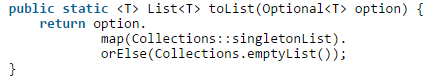 public static <T> List<T> toList(Optional<T> option) {
    return option.
            map(Collections::singletonList).
            orElse(Collections.emptyList());
}